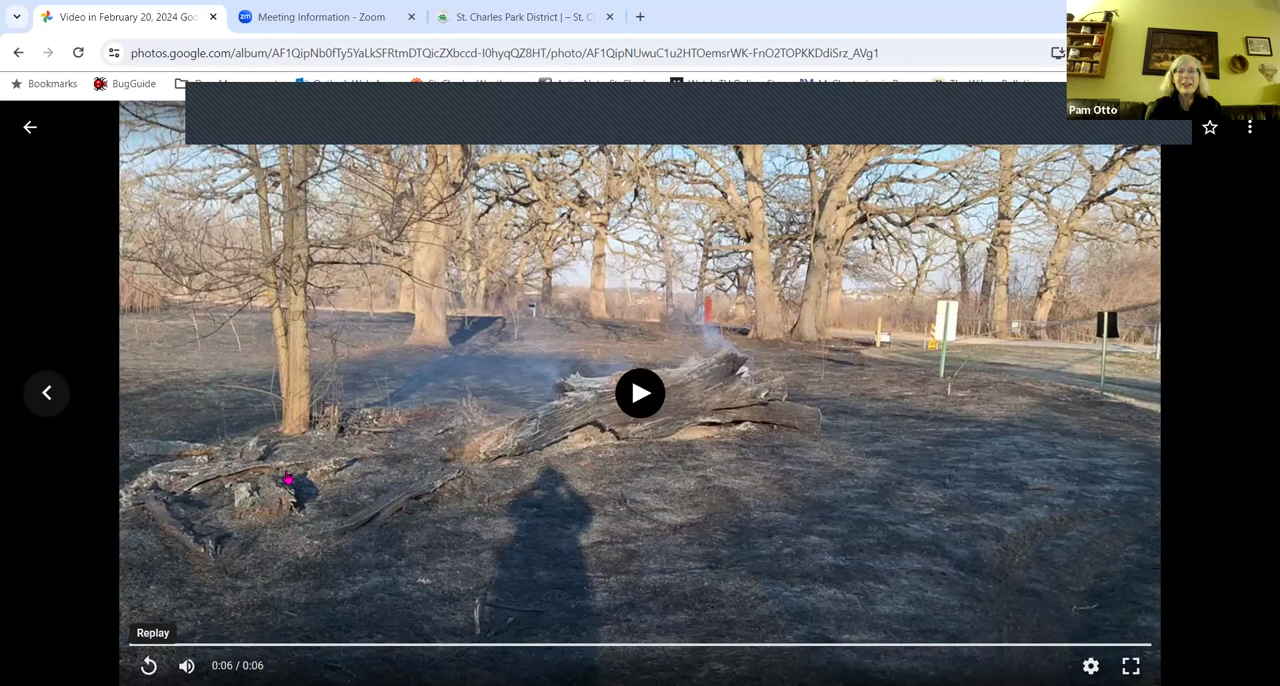 Video in February 20, 2024 Goo
Meeting Information - Zoom
St. Charles Park District | – St. C
photos.google.com/album/AF1QipNb0fTy5YaLkSFRtmDTQicZXbccd-I0hyqQZ8HT/photo/AF1QipNUwuC1u2HTOemsrWK-FnO2TOPKKDdiSrz_AVg1
Bookmarks
BugGuide
Pam Otto
Replay
0:06 / 0:06